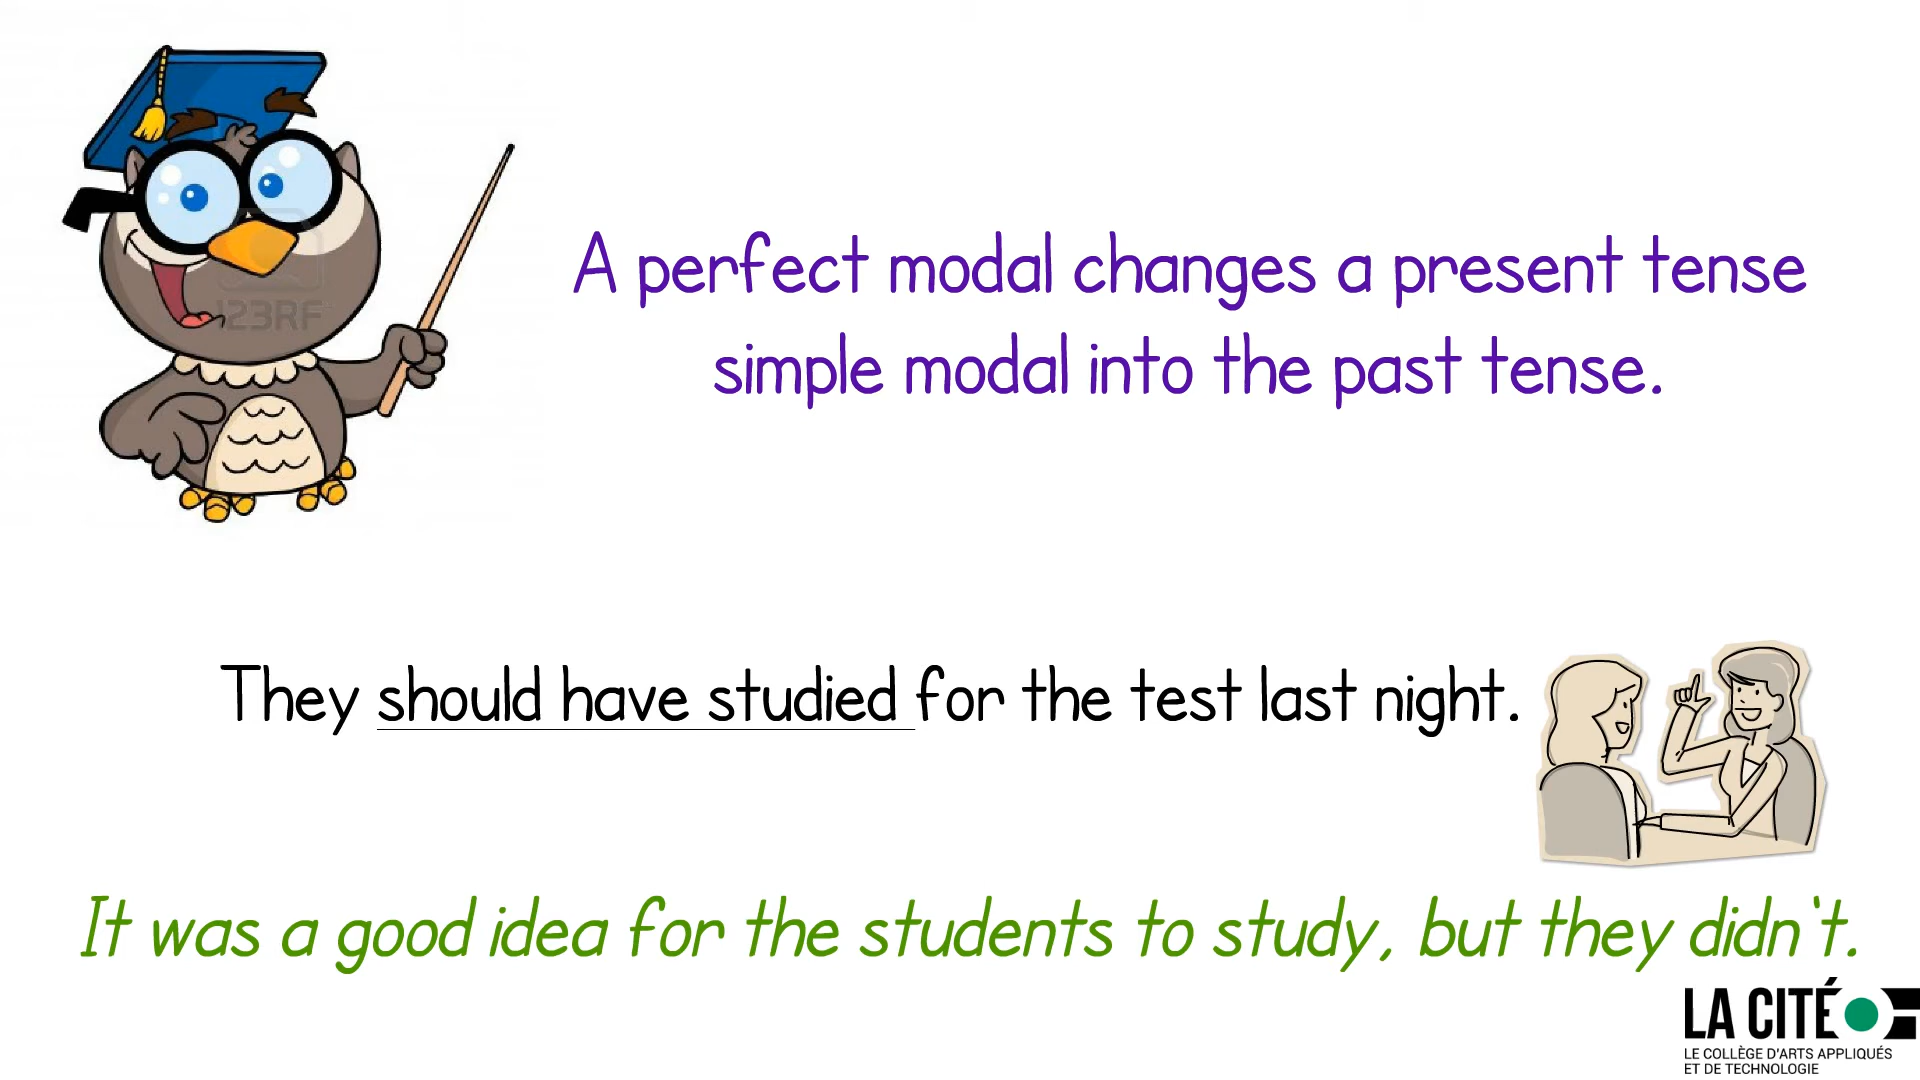 A perfect modal changes a present tense
simple modal into the past tense.
123RF
They should have studied for the test last night.
It was a good idea for the students to study, but they didn't.
LA CITÉ
LE COLLÈGE D'ARTS APPLIQUÉS
ET DE TECHNOLOGIE